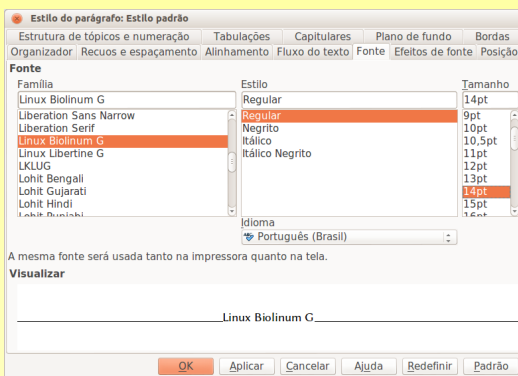 Estilo do parágrafo: Estilo padrão
Estrutura de tópicos e numeração Tabulações Capitulares Plano de fundo Bordas
Organizador Recuos e espaçamento Alinhamento Fluxo do texto Fonte Efeitos de fonte Posição
Fonte
Família Estilo Tamanho
Linux Biolinum G Regular 14pt
Liberation Sans Narrow Regular 9pt
Liberation Serif Negrito 10pt
Linux Biolinum G Itálico 10,5pt
Linux Libertine G Itálico Negrito 11pt
LKLUG 12pt
Lohit Bengali 13pt
Lohit Gujarati 14pt
Lohit Hindi 15pt
Lohit Punjabi 16pt
Idioma
Português (Brasil)
A mesma fonte será usada tanto na impressora quanto na tela.
Visualizar
Linux Biolinum G
OK Aplicar Cancelar Ajuda Redefinir Padrão